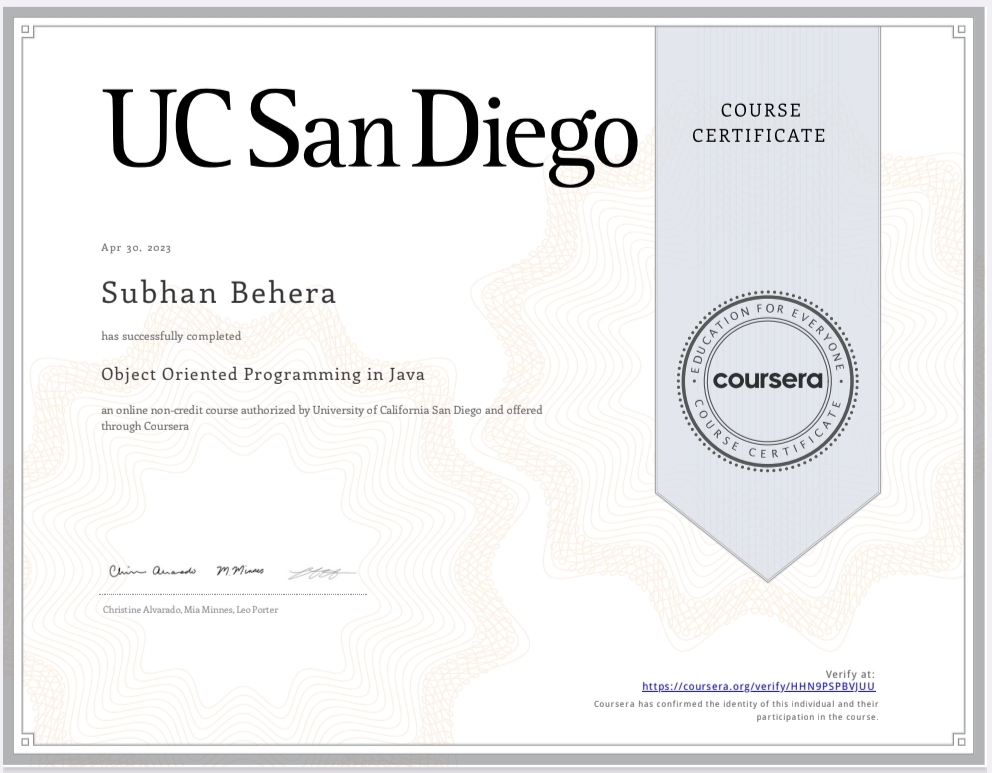 UC San Diego
COURSE
CERTIFICATE
Apr 30, 2023
Subhan Behera
has successfully completed
Object Oriented Programming in Java
an online non-credit course authorized by University of California San Diego and offered
through Coursera
EDUCATION FOR EVERYONE
coursera
COURSE CERTIFICATE
Christine Alvarado, Mia Minnes, Leo Porter
Verify at:
https://coursera.org/verify/HHN9PSPBVJUU
Coursera has confirmed the identity of this individual and their
participation in the course.